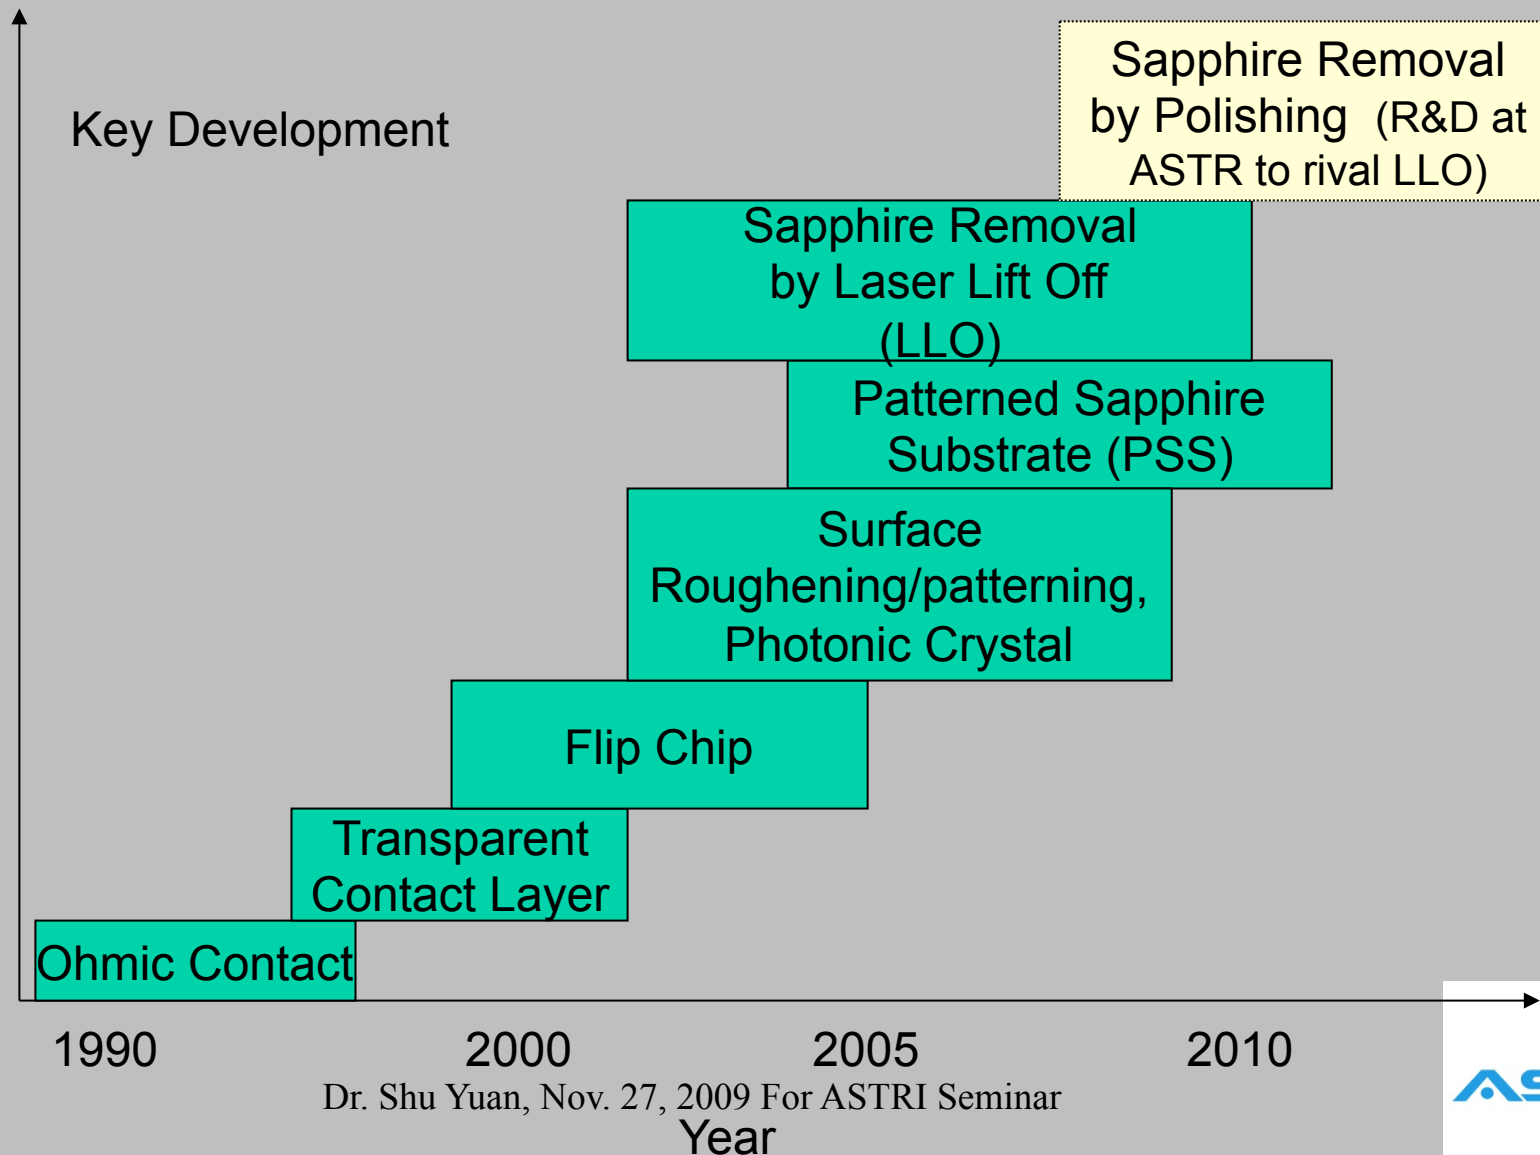 Key Development
Sapphire Removal
by Polishing (R&D at
ASTR to rival LLO)
Sapphire Removal
by Laser Lift Off
(LLO)
Patterned Sapphire
Substrate (PSS)
Surface
Roughening/patterning,
Photonic Crystal
Flip Chip
Transparent
Contact Layer
Ohmic Contact
1990 2000 2005 2010
Dr. Shu Yuan, Nov. 27, 2009 For ASTRI Seminar
Year
AS